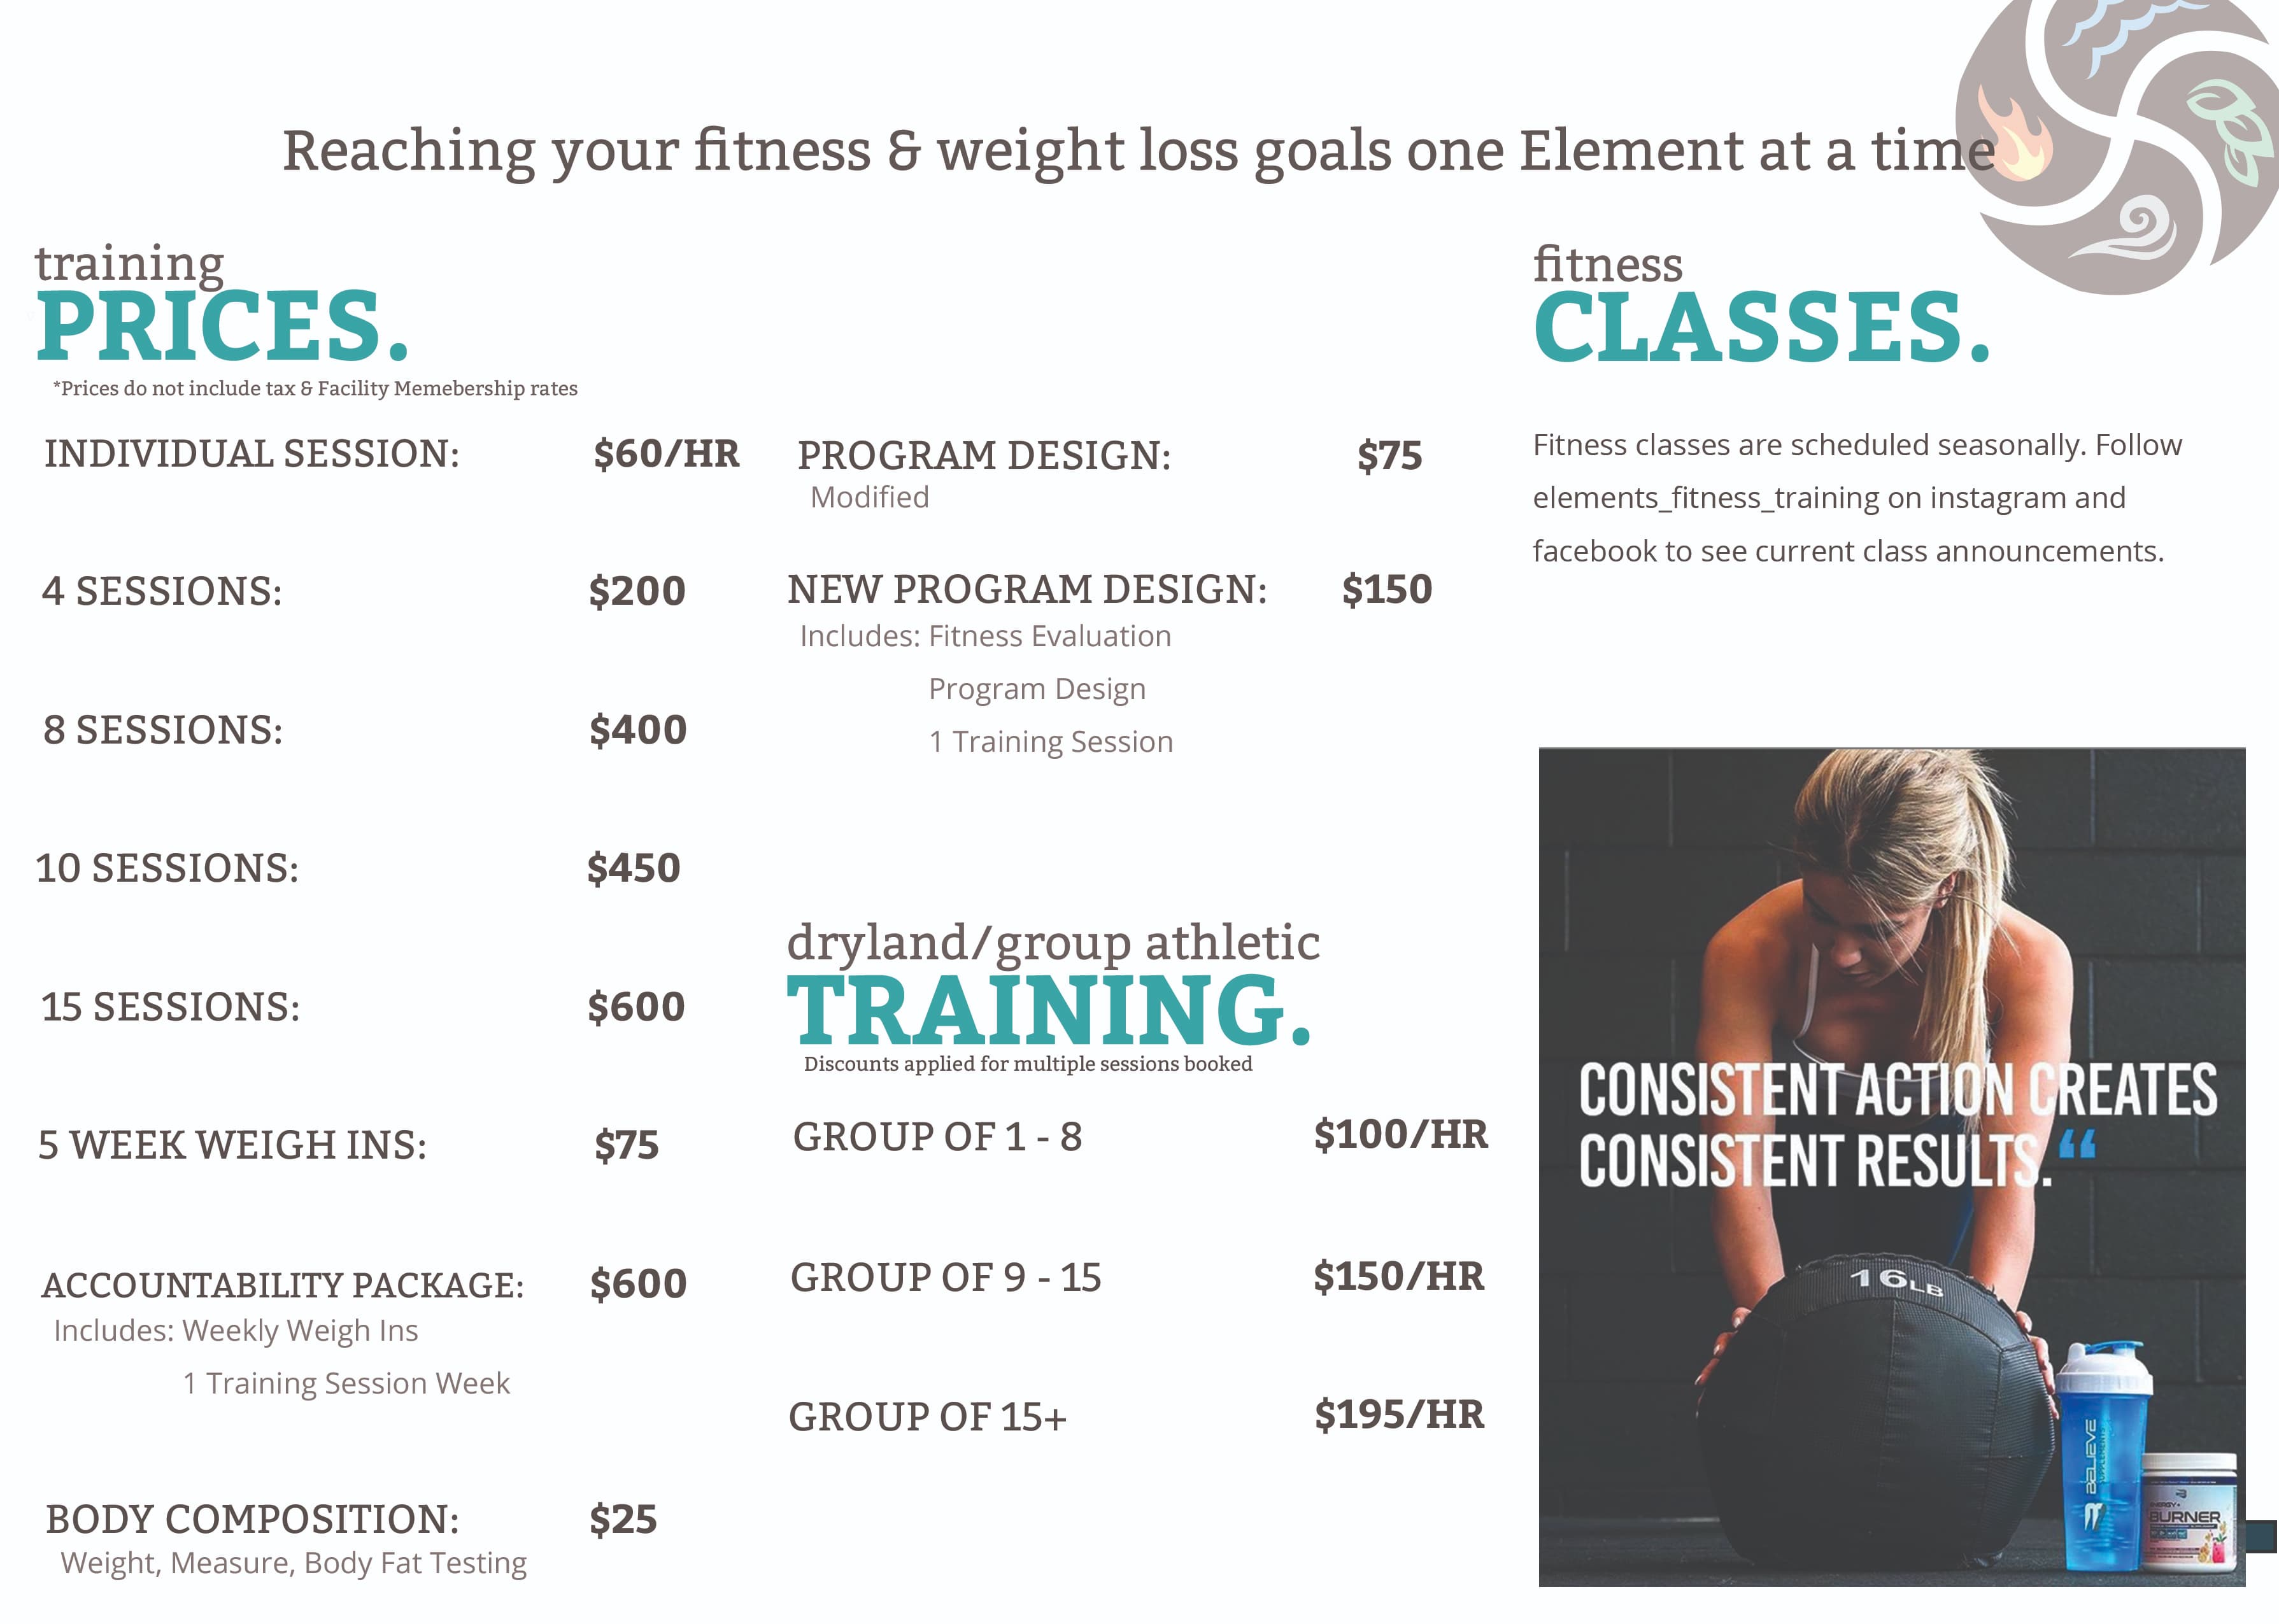 Reaching your fitness & weight loss goals one Element at a time
training
PRICES.
*Prices do not include tax & Facility Memebership rates
INDIVIDUAL SESSION: $60/HR
4 SESSIONS: $200
8 SESSIONS: $400
10 SESSIONS: $450
15 SESSIONS: $600
5 WEEK WEIGH INS: $75
ACCOUNTABILITY PACKAGE: $600
Includes: Weekly Weigh Ins
1 Training Session Week
BODY COMPOSITION: $25
Weight, Measure, Body Fat Testing
PROGRAM DESIGN: $75
Modified
NEW PROGRAM DESIGN: $150
Includes: Fitness Evaluation
Program Design
1 Training Session
dryland/group athletic
TRAINING.
Discounts applied for multiple sessions booked
GROUP OF 1 - 8 $100/HR
GROUP OF 9 - 15 $150/HR
GROUP OF 15+ $195/HR
fitness
CLASSES.
Fitness classes are scheduled seasonally. Follow
elements_fitness_training on instagram and
facebook to see current class announcements.
CONSISTENT ACTION CREATES
CONSISTENT RESULTS.“
16LB
BELIEVE
ENERGY+
BURNER